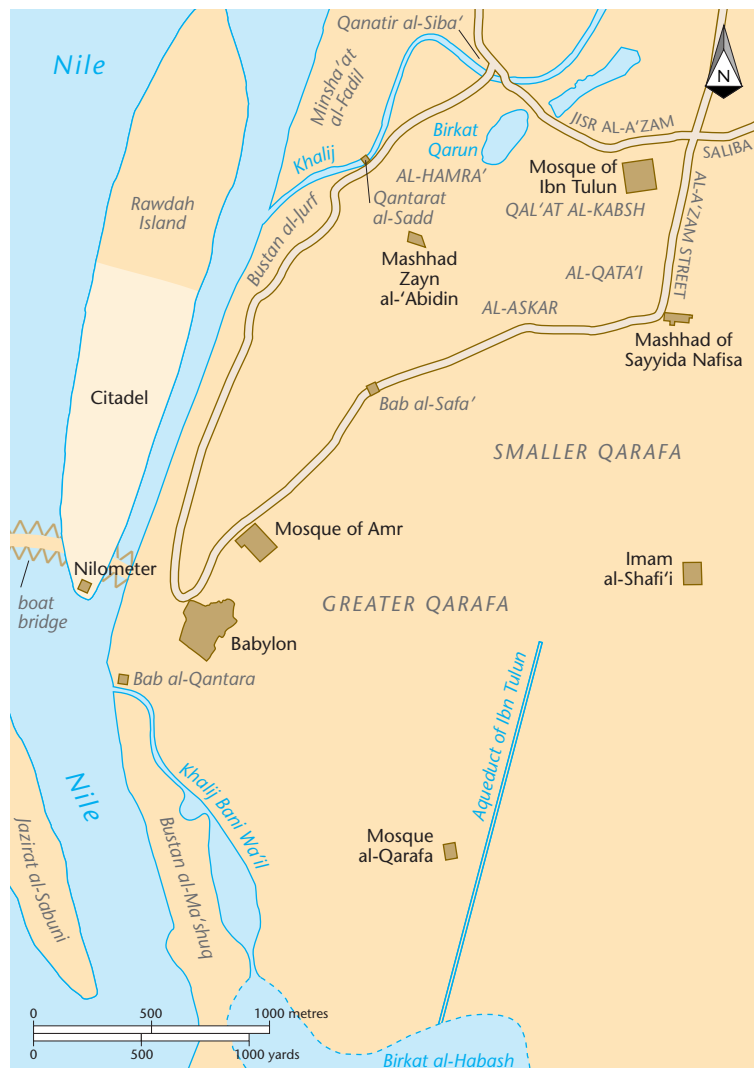 Qanatir al-Siba'
Nile
Minsha'at
al-Fadil
N
Birkat
Qarun
JISR AL-A'ZAM
SALIBA
Khalij
AL-HAMRA'
Mosque of
Ibn Tulun
Qantarat
al-Sadd
QAL'AT AL-KABSH
Rawdah
Island
Bustan al-Jurf
AL-A'ZAM STREET
Mashhad
Zayn
al-'Abidin
AL-QATA'I
AL-ASKAR
Mashhad of
Sayyida Nafisa
Citadel
Bab al-Safa'
SMALLER QARAFA
Mosque of Amr
Imam
al-Shafi'i
Nilometer
boat
bridge
GREATER QARAFA
Babylon
Bab al-Qantara
Aqueduct of Ibn Tulun
Nile
Khalij Bani Wa'il
Jazirat al-Sabuni
Bustan al-Ma'shuq
Mosque
al-Qarafa
0 500 1000 metres
0 500 1000 yards
Birkat al-Habash